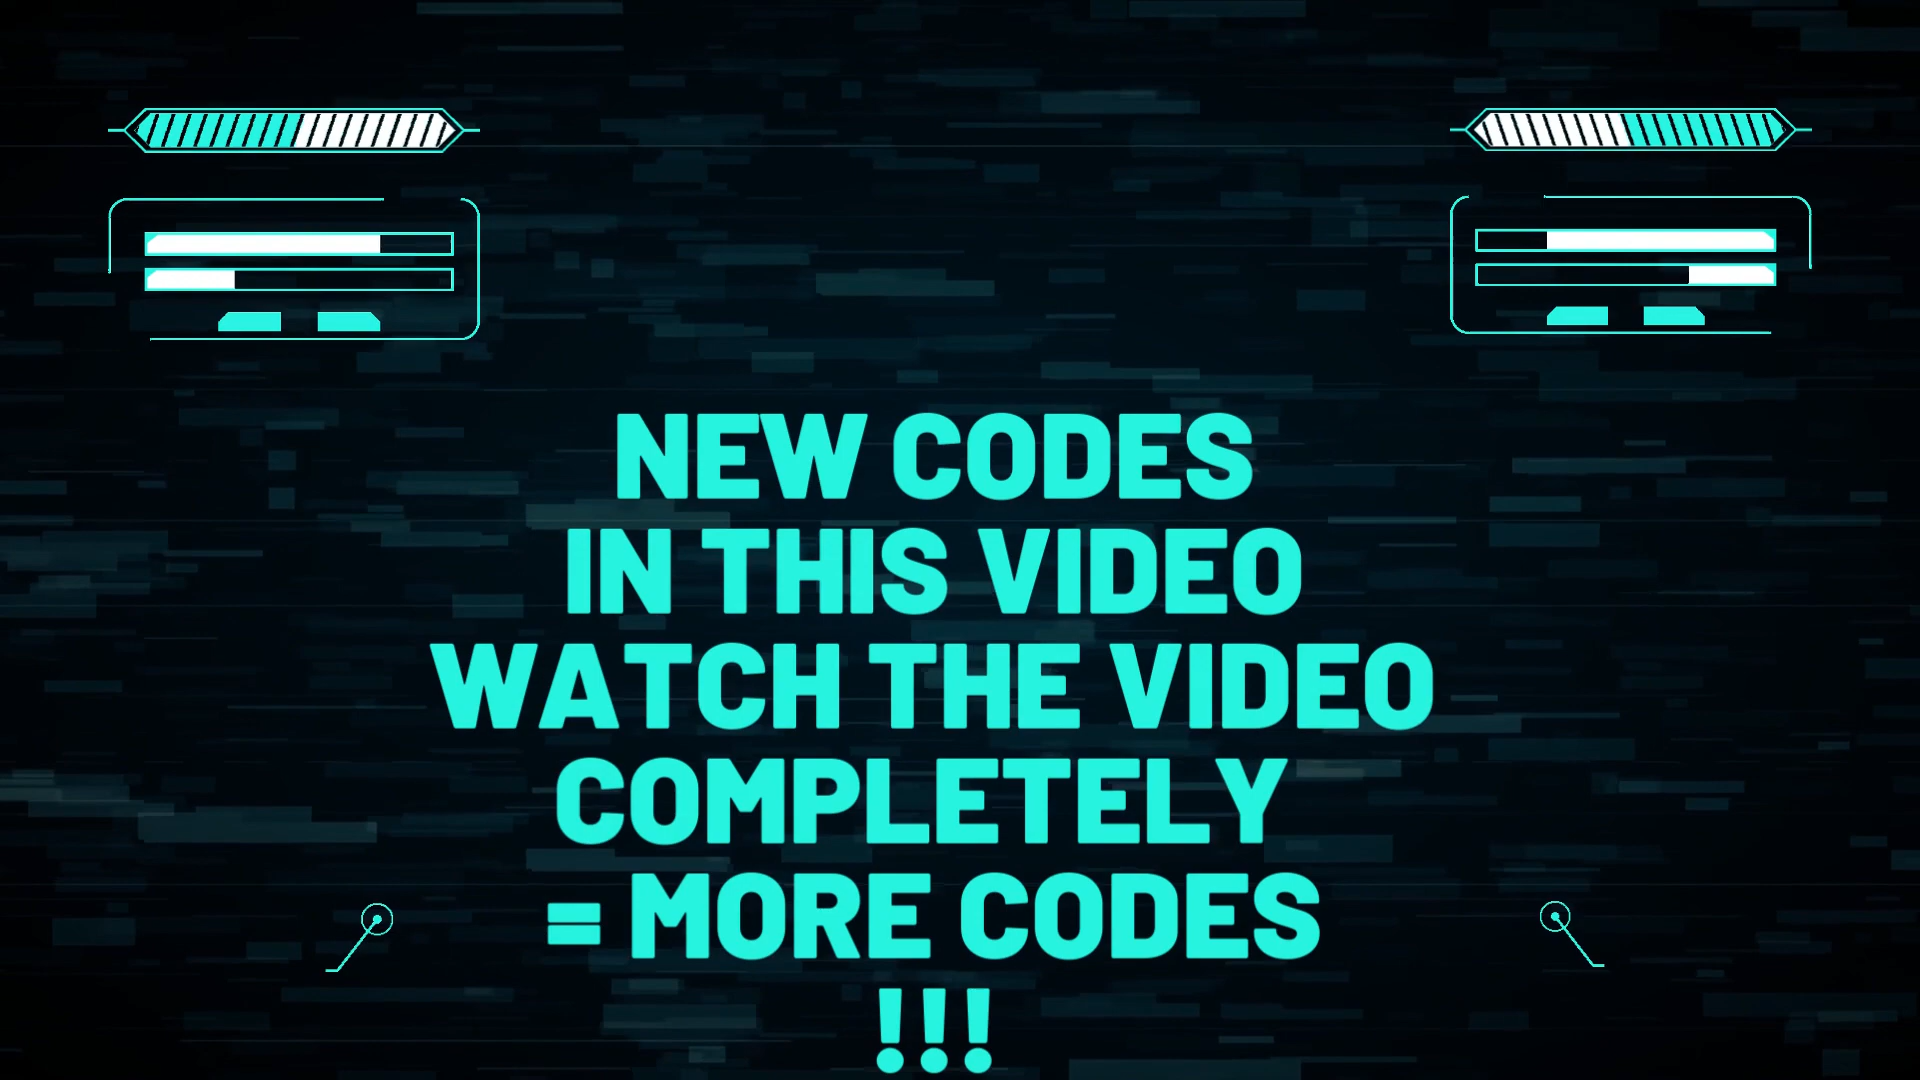 NEW CODES
IN THIS VIDEO
WATCH THE VIDEO
COMPLETELY
= MORE CODES
!!!